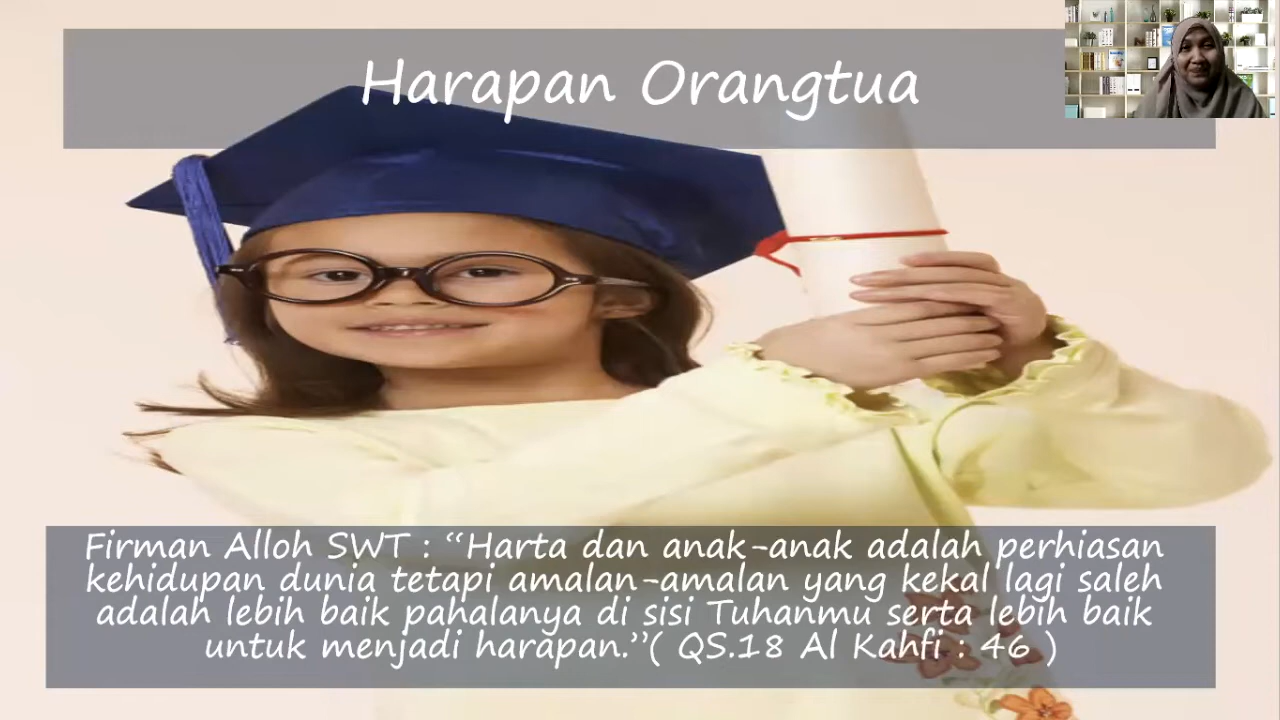 Harapan Orangtua
Firman Alloh SWT : “Harta dan anak-anak adalah perhiasan
kehidupan dunia tetapi amalan-amalan yang kekal lagi saleh
adalah lebih baik pahalanya di sisi Tuhanmu serta lebih baik
untuk menjadi harapan.”( QS.18 Al Kahfi : 46 )